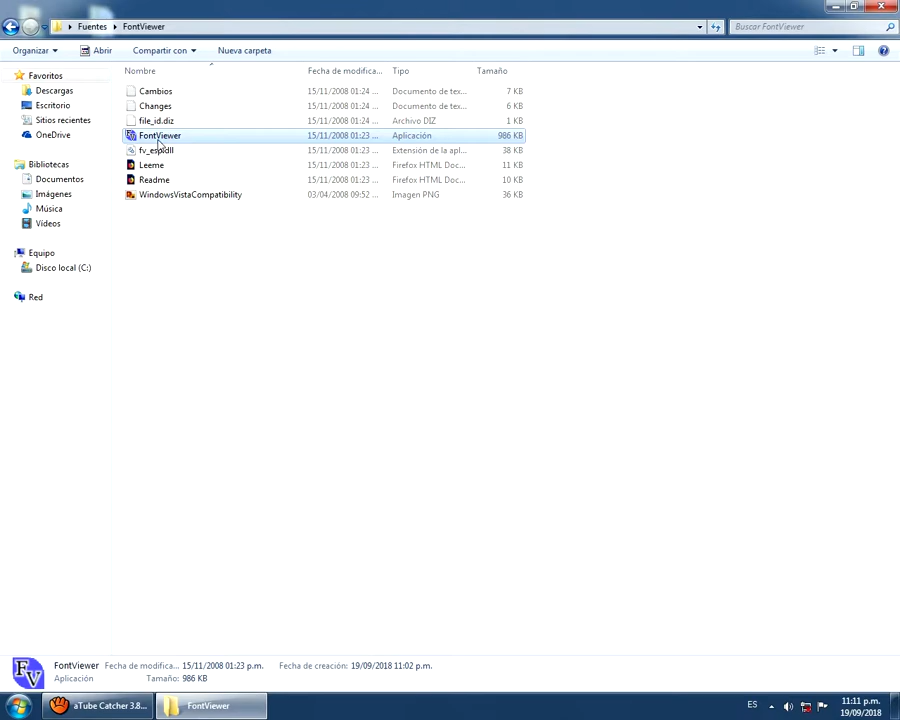 Fuentes FontViewer Buscar FontViewer
Organizar Abrir Compartir con Nueva carpeta
Nombre Fecha de modifica... Tipo Tamaño
Favoritos
Descargas
Escritorio
Sitios recientes
OneDrive
Bibliotecas
Documentos
Imágenes
Música
Vídeos
Equipo
Disco local (C:)
Red
Cambios 15/11/2008 01:24 ... Documento de tex... 7 KB
Changes 15/11/2008 01:24 ... Documento de tex... 6 KB
file_id.diz 15/11/2008 01:24 ... Archivo DIZ 1 KB
FontViewer 15/11/2008 01:23 ... Aplicación 986 KB
15/11/2008 01:23 ... Extensión de la apl... 38 KB
Leeme 15/11/2008 01:23 ... Firefox HTML Doc... 11 KB
Readme 15/11/2008 01:23 ... Firefox HTML Doc... 10 KB
WindowsVistaCompatibility 03/04/2008 09:52 ... Imagen PNG 36 KB
FV
FontViewer Fecha de modifica... 15/11/2008 01:23 p.m. Fecha de creación: 19/09/2018 11:02 p.m.
Aplicación Tamaño: 986 KB
aTube Catcher 3.8... FontViewer ES 11:11 p.m.
19/09/2018